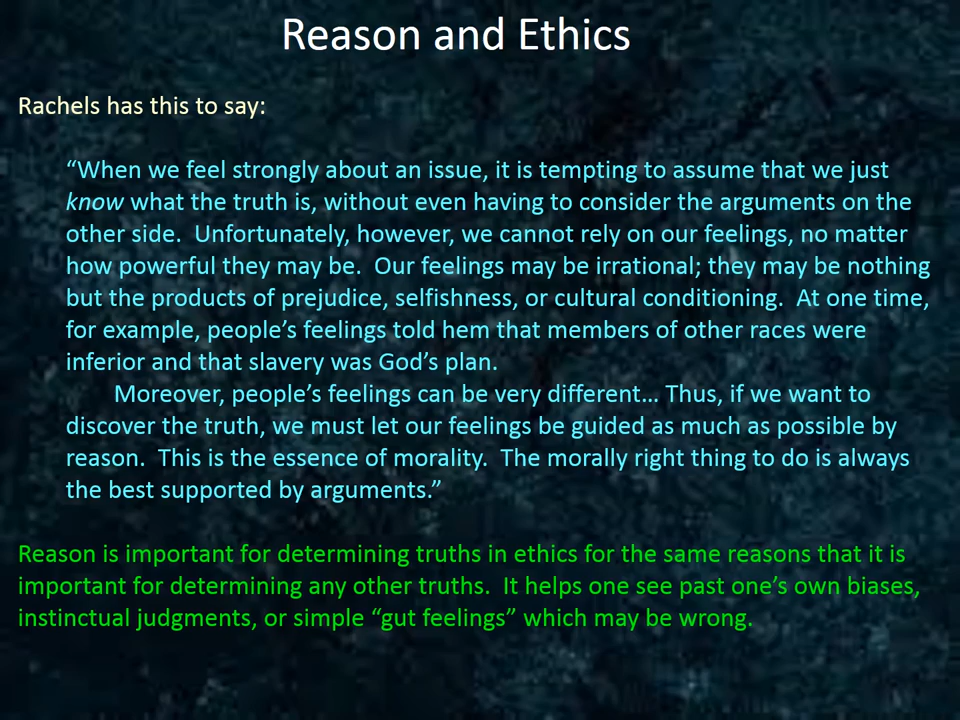 Reason and Ethics
Rachels has this to say:
“When we feel strongly about an issue, it is tempting to assume that we just
know what the truth is, without even having to consider the arguments on the
other side.  Unfortunately, however, we cannot rely on our feelings, no matter
how powerful they may be.  Our feelings may be irrational; they may be nothing
but the products of prejudice, selfishness, or cultural conditioning.  At one time,
for example, people’s feelings told hem that members of other races were
inferior and that slavery was God’s plan.
Moreover, people’s feelings can be very different… Thus, if we want to
discover the truth, we must let our feelings be guided as much as possible by
reason.  This is the essence of morality.  The morally right thing to do is always
the best supported by arguments.”
Reason is important for determining truths in ethics for the same reasons that it is
important for determining any other truths.  It helps one see past one’s own biases,
instinctual judgments, or simple “gut feelings” which may be wrong.